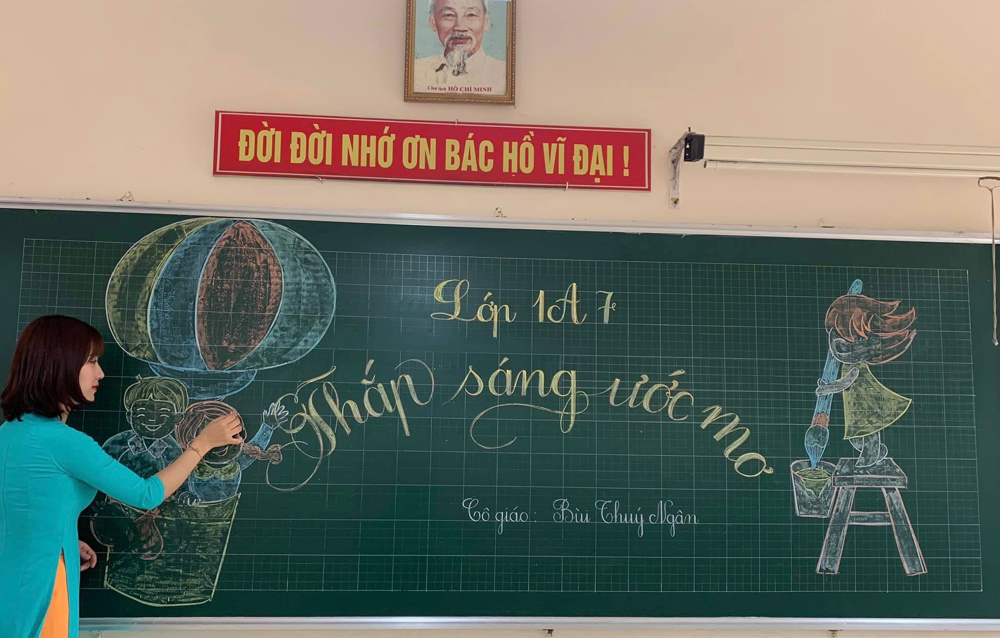 Chủ tịch HỒ CHÍ MINH
ĐỜI ĐỜI NHỚ ƠN BÁC HỒ VĨ ĐẠI !
Lớp 1A7
Thắp sáng ước mơ
Cô giáo: Bùi Thuý Ngân